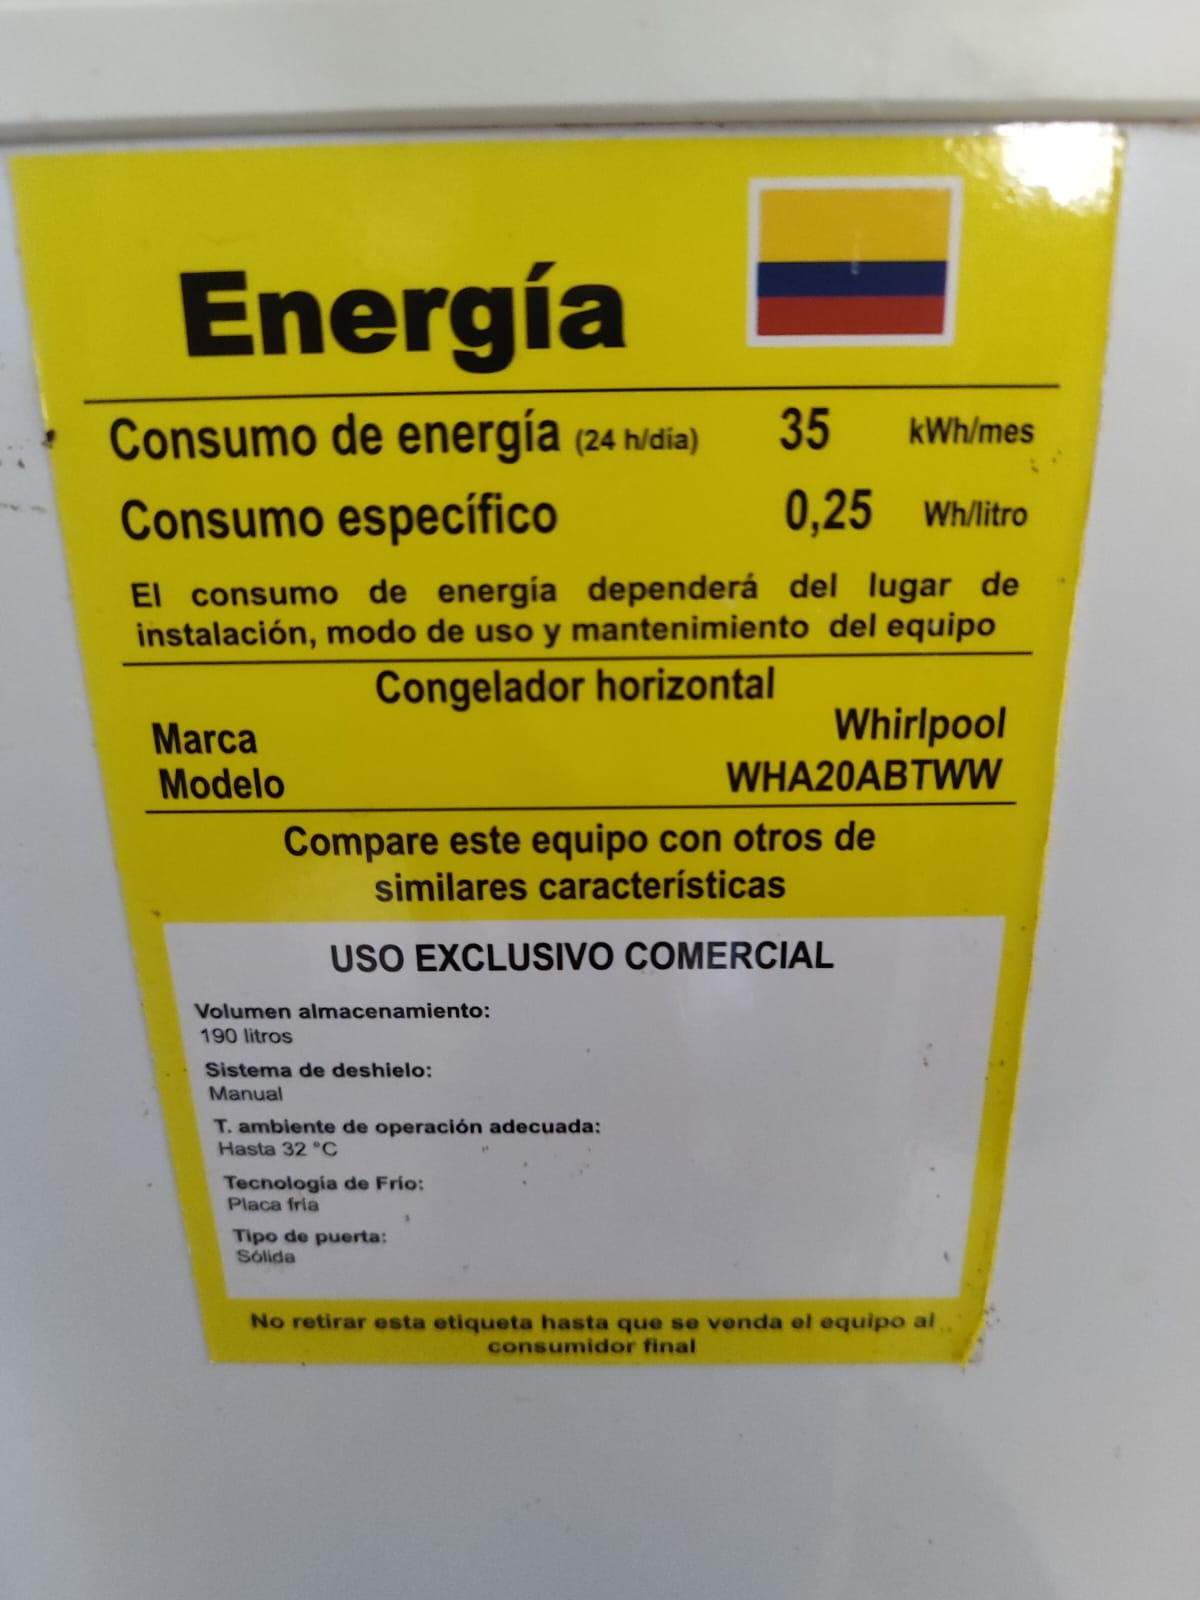 Energía
Consumo de energía (24 h/día) 35 kWh/mes
Consumo específico 0,25 Wh/litro
El consumo de energía dependerá del lugar de
instalación, modo de uso y mantenimiento del equipo
Congelador horizontal
Marca Whirlpool
Modelo WHA20ABTWW
Compare este equipo con otros de
similares características
USO EXCLUSIVO COMERCIAL
Volumen almacenamiento:
190 litros
Sistema de deshielo:
Manual
T. ambiente de operación adecuada:
Hasta 32 °C
Tecnología de Frío:
Placa fría
Tipo de puerta:
Sólida
No retirar esta etiqueta hasta que se venda el equipo al
consumidor final